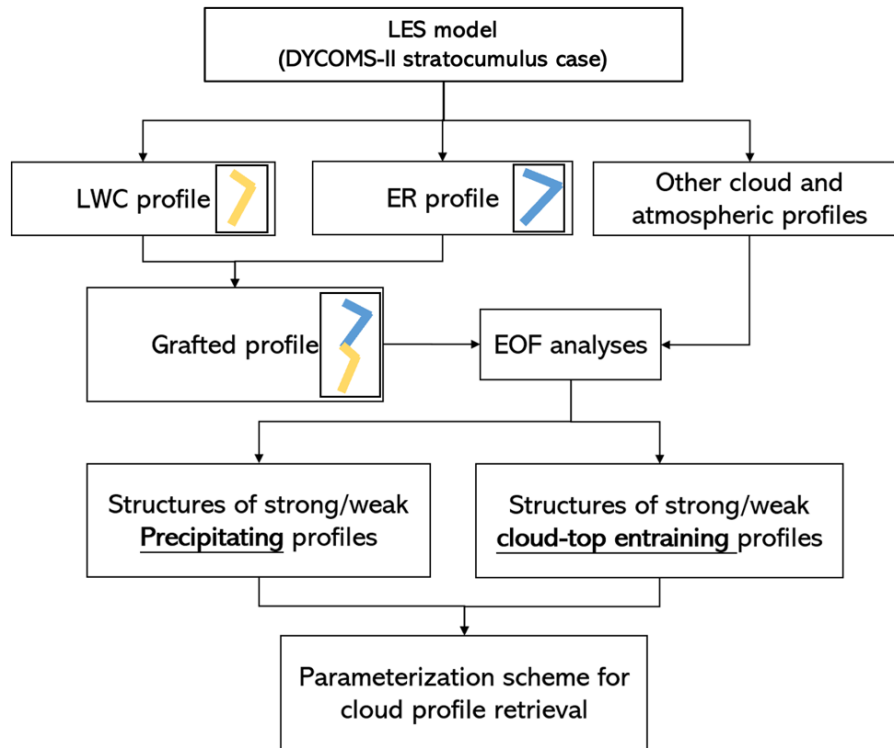 LES model
(DYCOMS-II stratocumulus case)
LWC profile
ER profile
Other cloud and
atmospheric profiles
Grafted profile
EOF analyses
Structures of strong/weak
Precipitating profiles
Structures of strong/weak
cloud-top entraining profiles
Parameterization scheme for
cloud profile retrieval